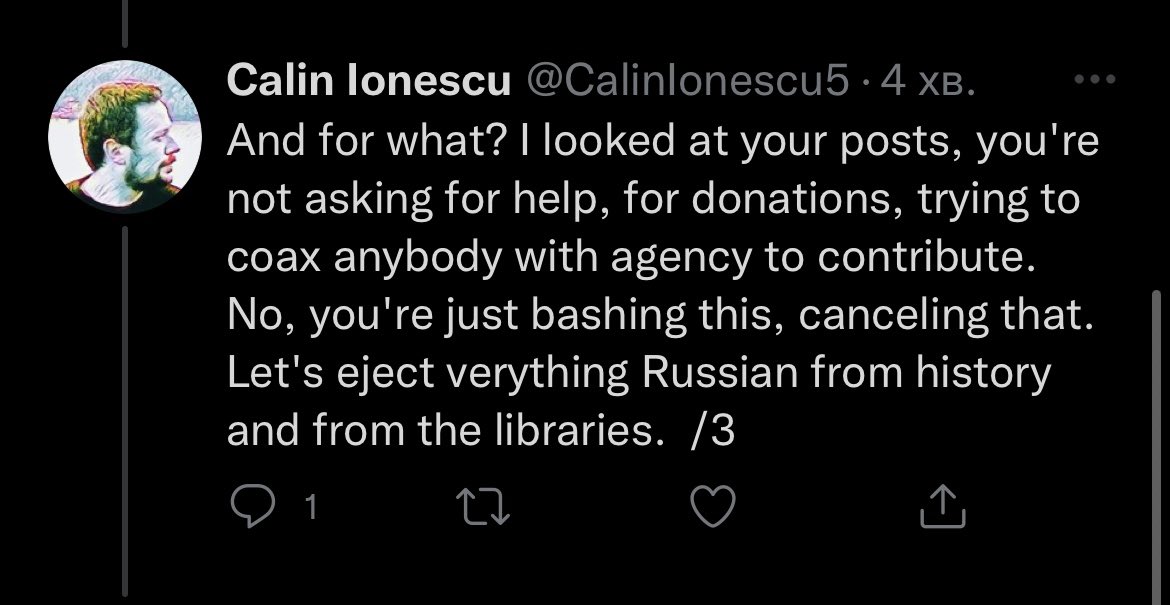 Calin Ionescu @CalinIonescu5 · 4 хв.
And for what? I looked at your posts, you're
not asking for help, for donations, trying to
coax anybody with agency to contribute.
No, you're just bashing this, canceling that.
Let's eject verything Russian from history
and from the libraries.  /3
1